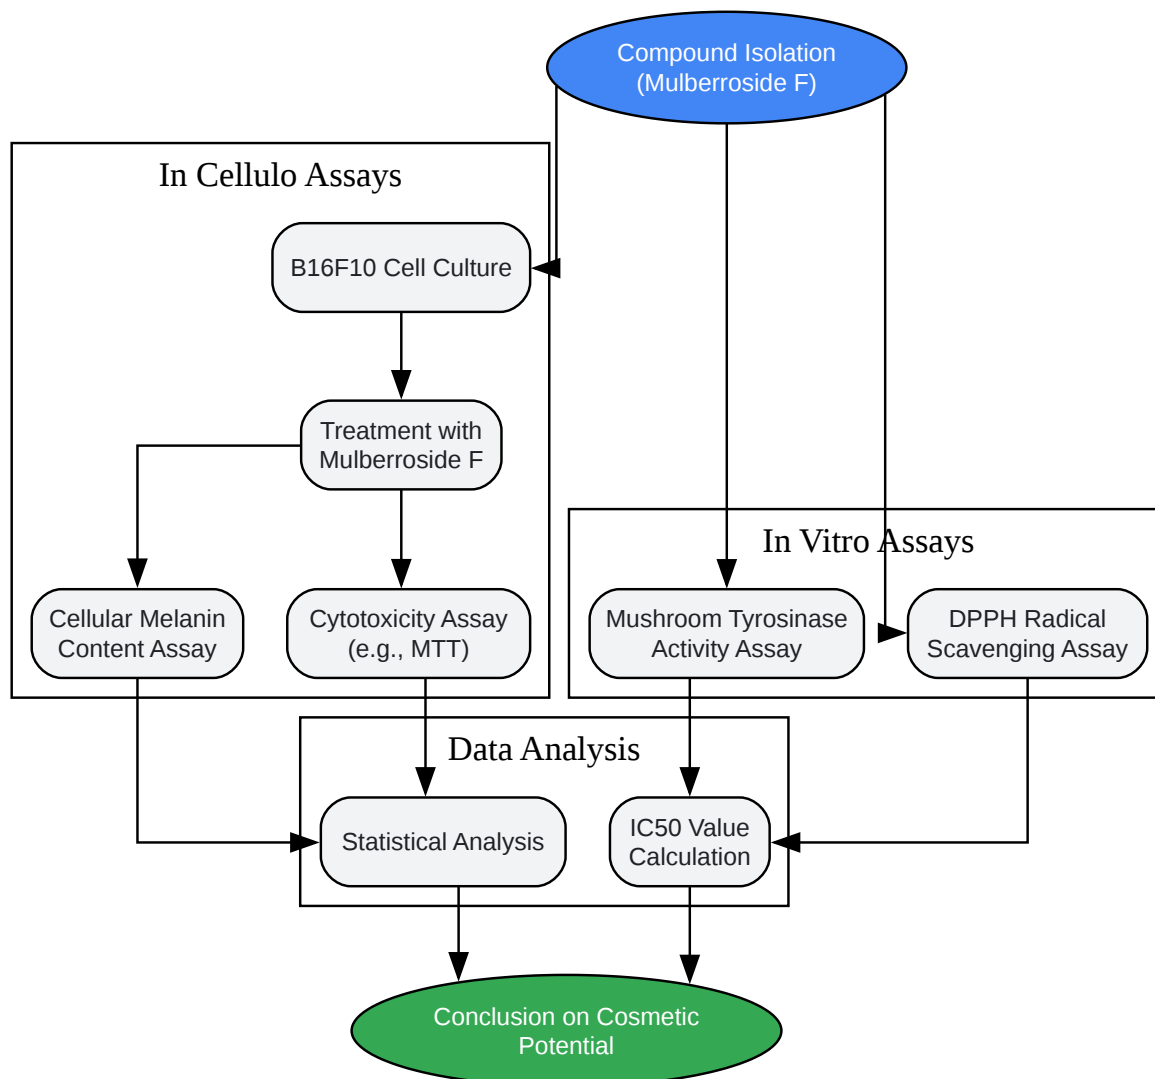 Compound Isolation
(Mulberroside F)
In Cellulo Assays
B16F10 Cell Culture
Treatment with
Mulberroside F
Cellular Melanin
Content Assay
Cytotoxicity Assay
(e.g., MTT)
In Vitro Assays
Mushroom Tyrosinase
Activity Assay
DPPH Radical
Scavenging Assay
Data Analysis
Statistical Analysis
IC50 Value
Calculation
Conclusion on Cosmetic
Potential